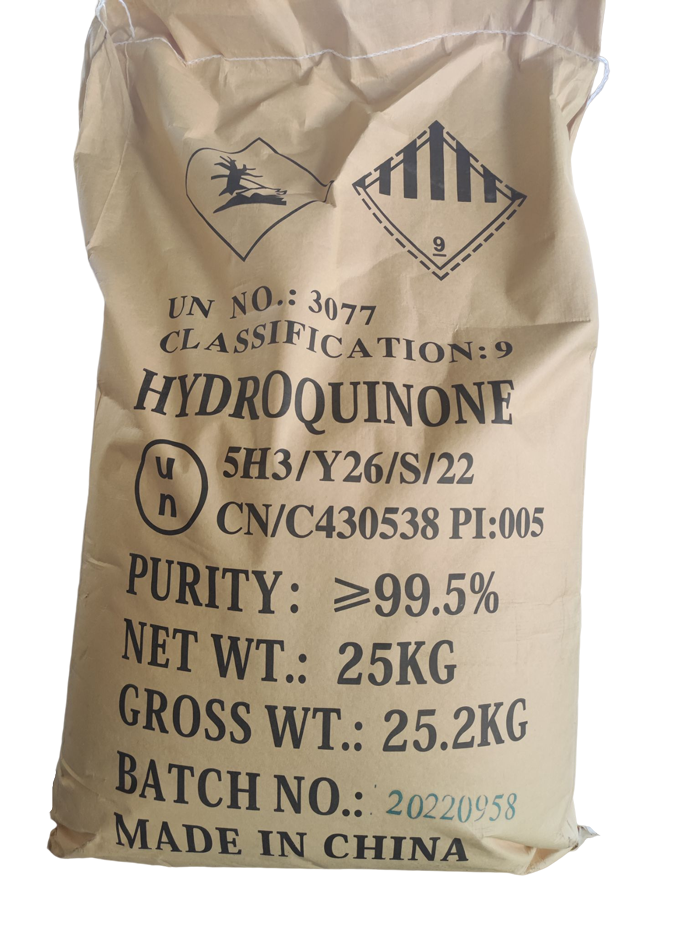 9
UN NO.: 3077
CLASSIFICATION: 9
HYDROQUINONE
un
5H3/Y26/S/22
CN/C430538 PI:005
PURITY: ⩾99.5%
NET WT.: 25KG
GROSS WT.: 25.2KG
BATCH NO.: 20220958
MADE IN CHINA